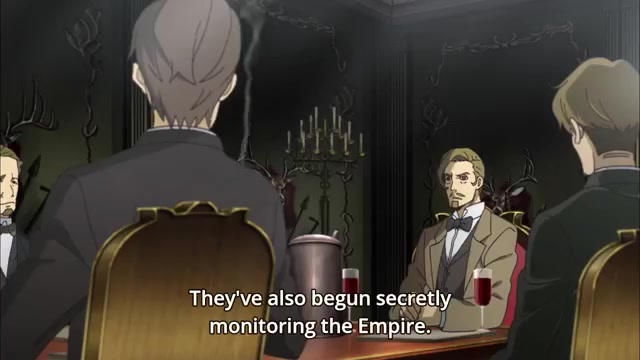 They've also begun secretly
monitoring the Empire.